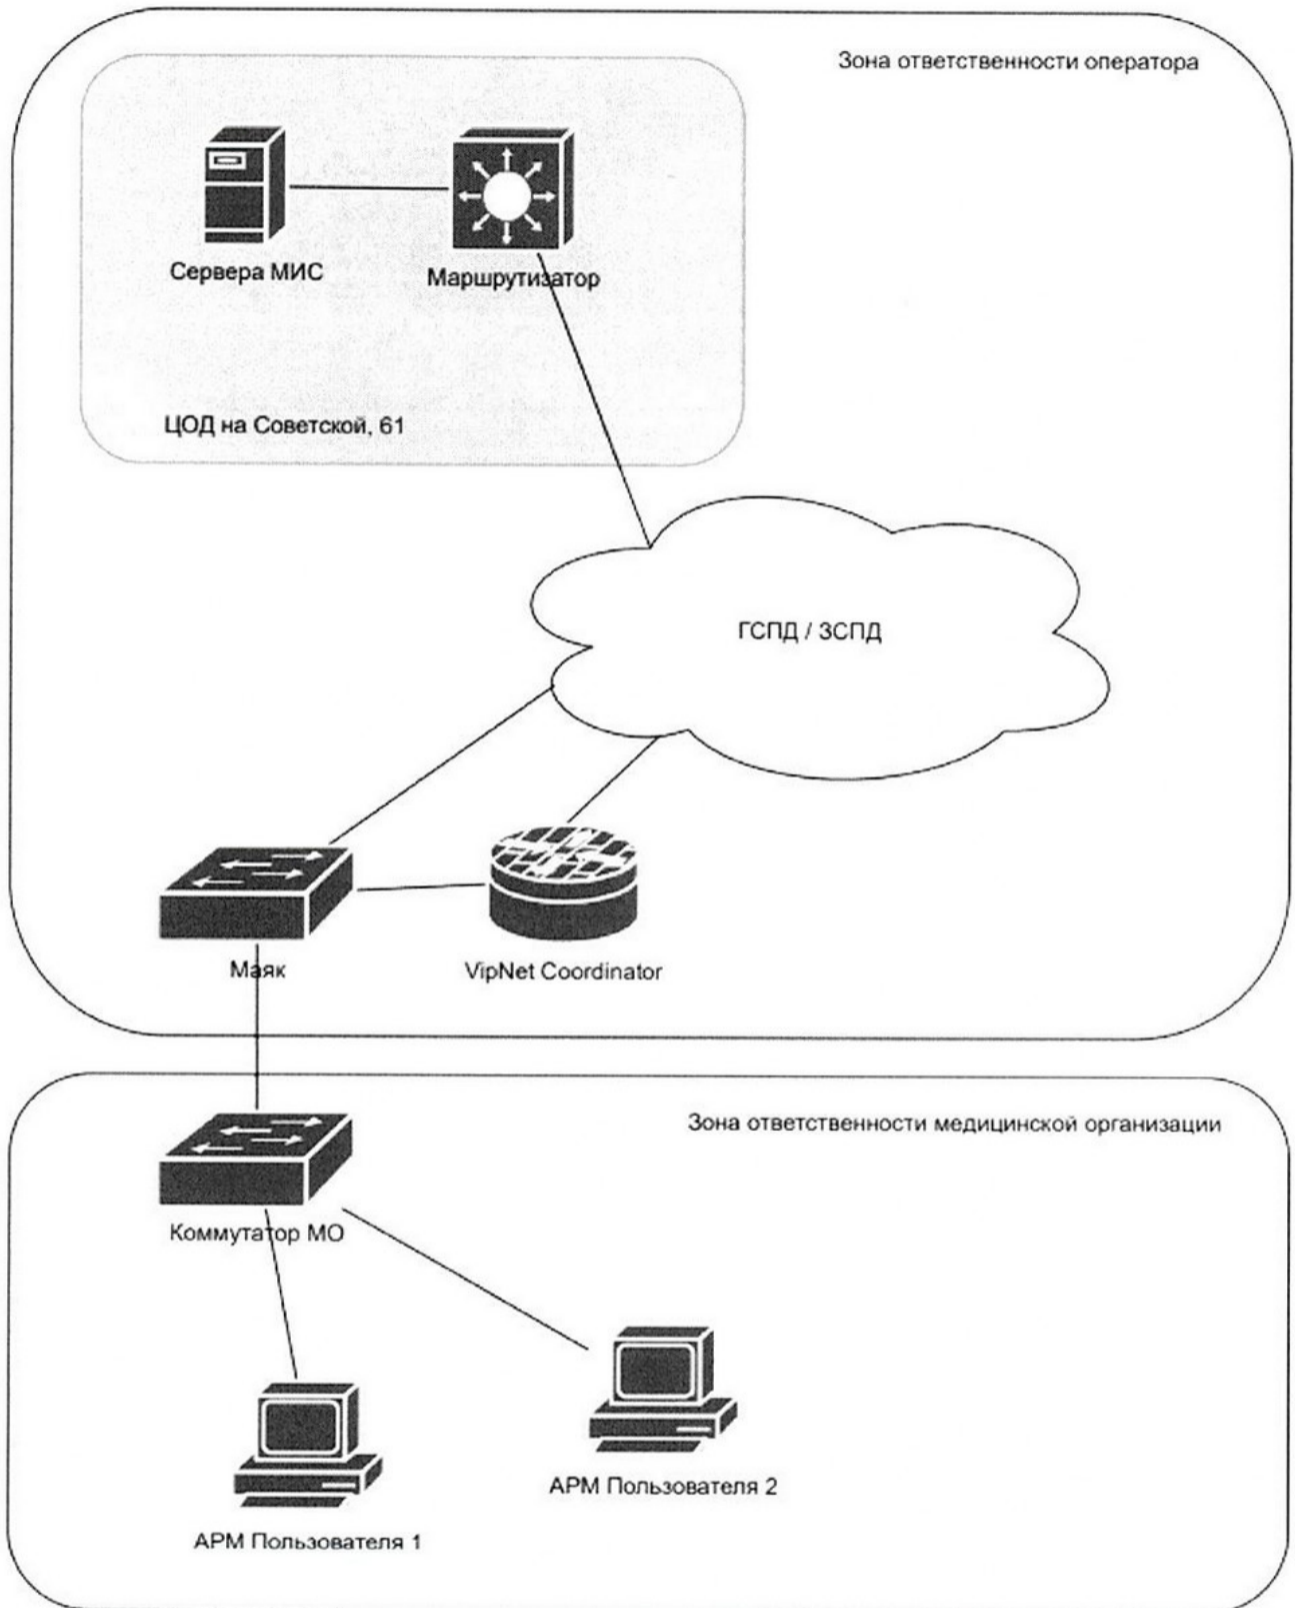 Зона ответственности оператора
Сервера МИС
Маршрутизатор
ЦОД на Советской, 61
ГСПД / ЗСПД
Маяк
VipNet Coordinator
Зона ответственности медицинской организации
Коммутатор МО
АРМ Пользователя 2
АРМ Пользователя 1